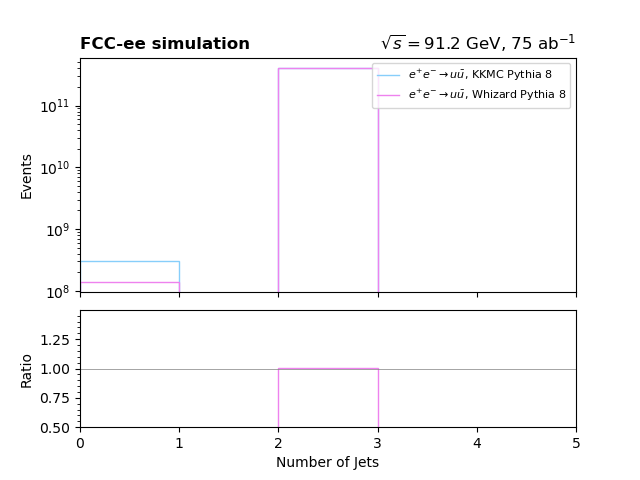 FCC-ee simulation
√s = 91.2 GeV, 75 ab⁻¹
e⁺e⁻ → uū, KKMC Pythia 8
e⁺e⁻ → uū, Whizard Pythia 8
10¹¹
10¹⁰
10⁹
10⁸
Events
1.25
1.00
0.75
0.50
Ratio
0 1 2 3 4 5
Number of Jets